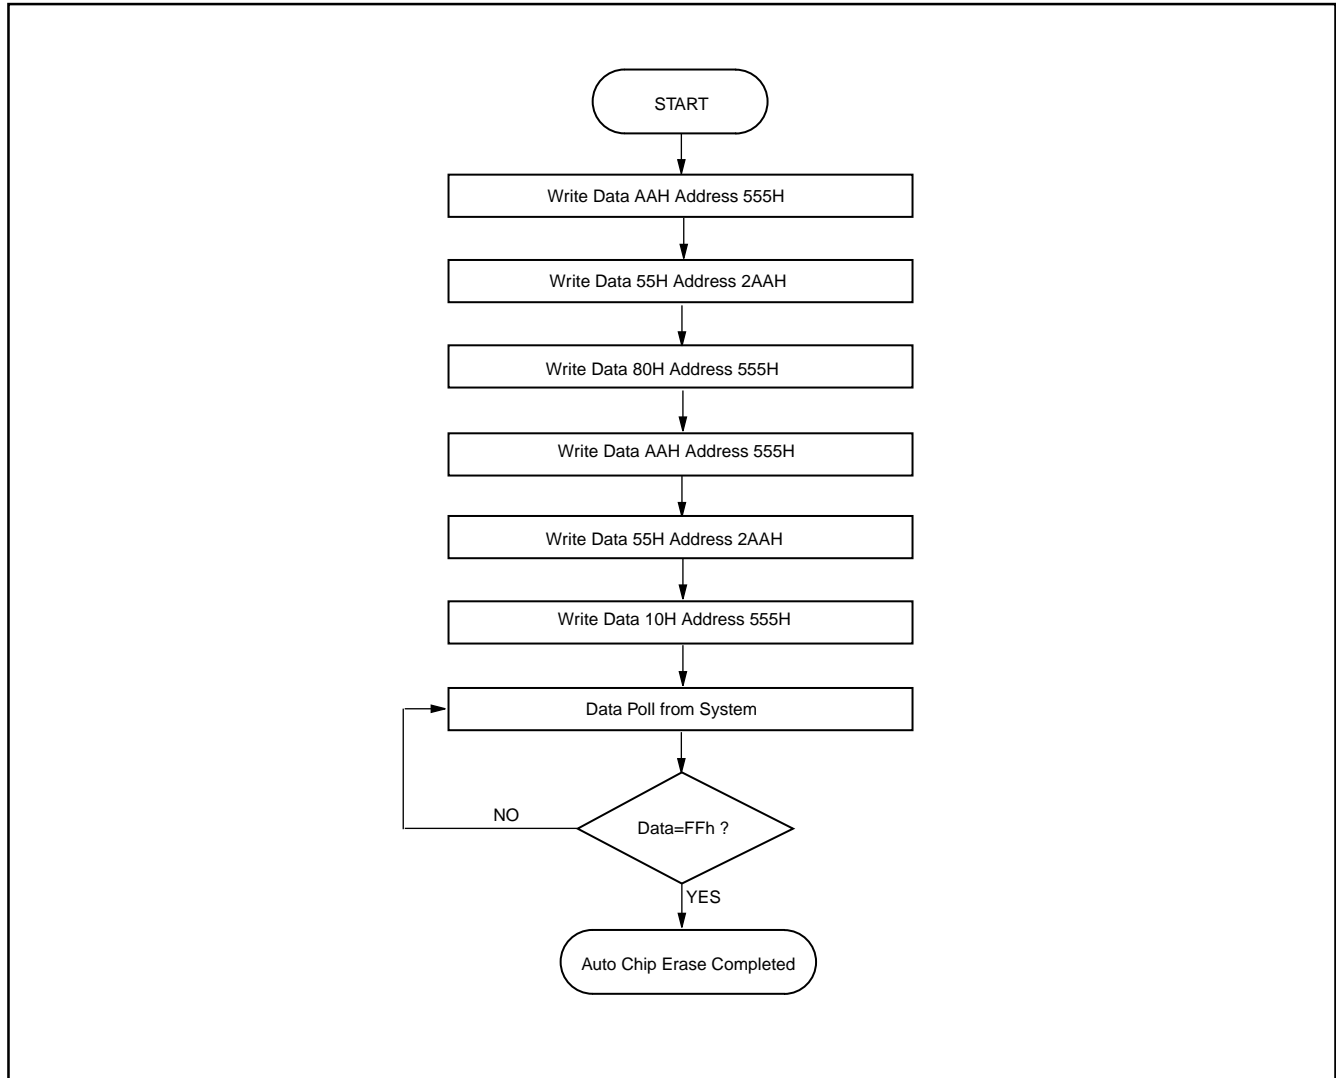 START
Write Data AAH Address 555H
Write Data 55H Address 2AAH
Write Data 80H Address 555H
Write Data AAH Address 555H
Write Data 55H Address 2AAH
Write Data 10H Address 555H
Data Poll from System
NO
Data=FFh ?
YES
Auto Chip Erase Completed